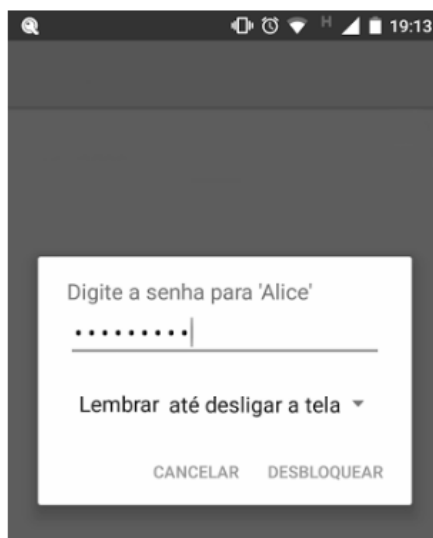 H 19:13
Digite a senha para 'Alice'
•••••••••
Lembrar até desligar a tela
CANCELAR DESBLOQUEAR